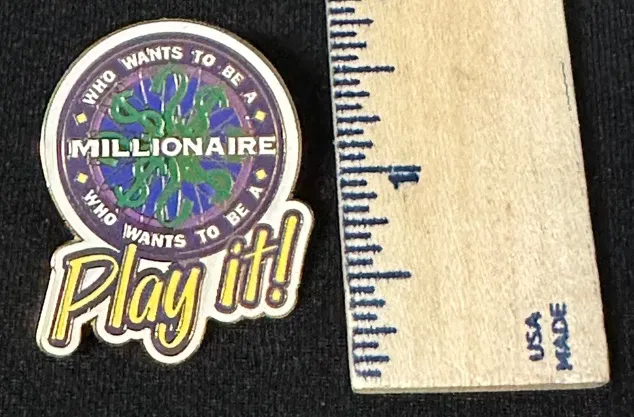 WHO WANTS TO BE A
MILLIONAIRE
WHO WANTS TO BE A
Play it!
1
USA
MADE